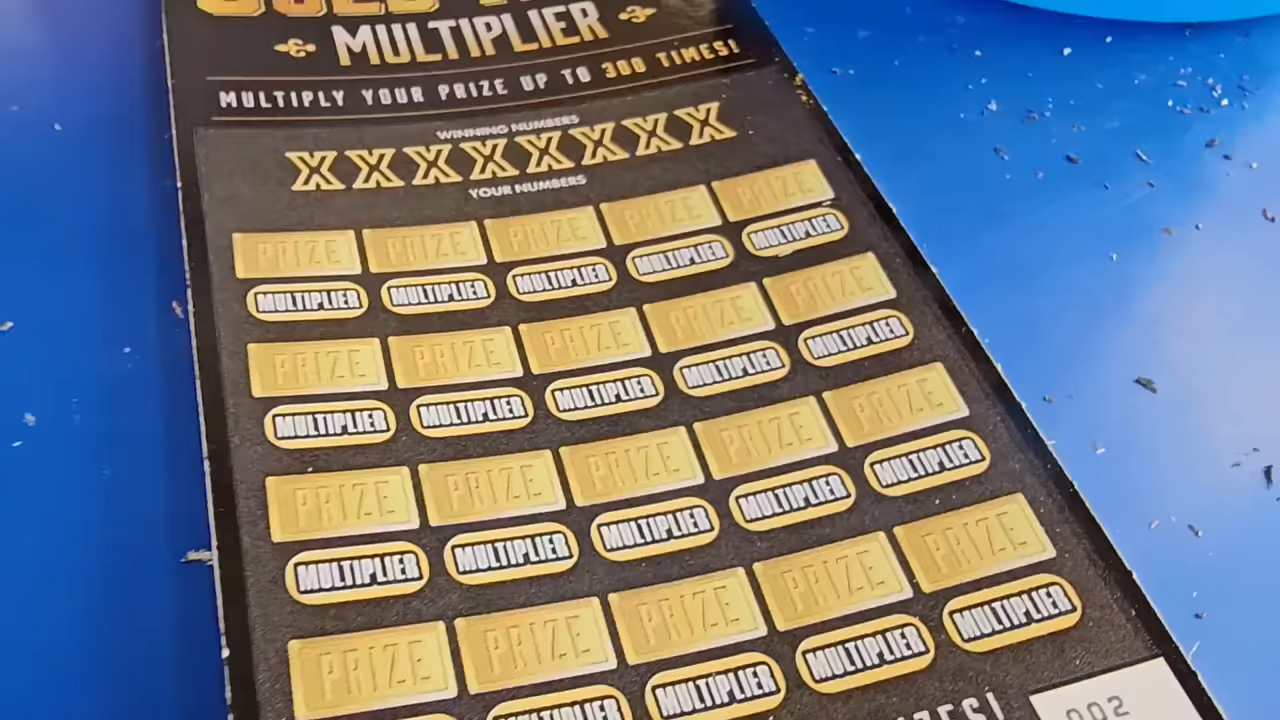 MULTIPLIER
MULTIPLY YOUR PRIZE UP TO 300 TIMES!
WINNING NUMBERS
X X X X X X X X
YOUR NUMBERS
PRIZE PRIZE PRIZE PRIZE PRIZE
MULTIPLIER MULTIPLIER MULTIPLIER MULTIPLIER MULTIPLIER
PRIZE PRIZE PRIZE PRIZE PRIZE
MULTIPLIER MULTIPLIER MULTIPLIER MULTIPLIER MULTIPLIER
PRIZE PRIZE PRIZE PRIZE PRIZE
MULTIPLIER MULTIPLIER MULTIPLIER MULTIPLIER MULTIPLIER
PRIZE PRIZE PRIZE PRIZE PRIZE
MULTIPLIER MULTIPLIER MULTIPLIER MULTIPLIER
002